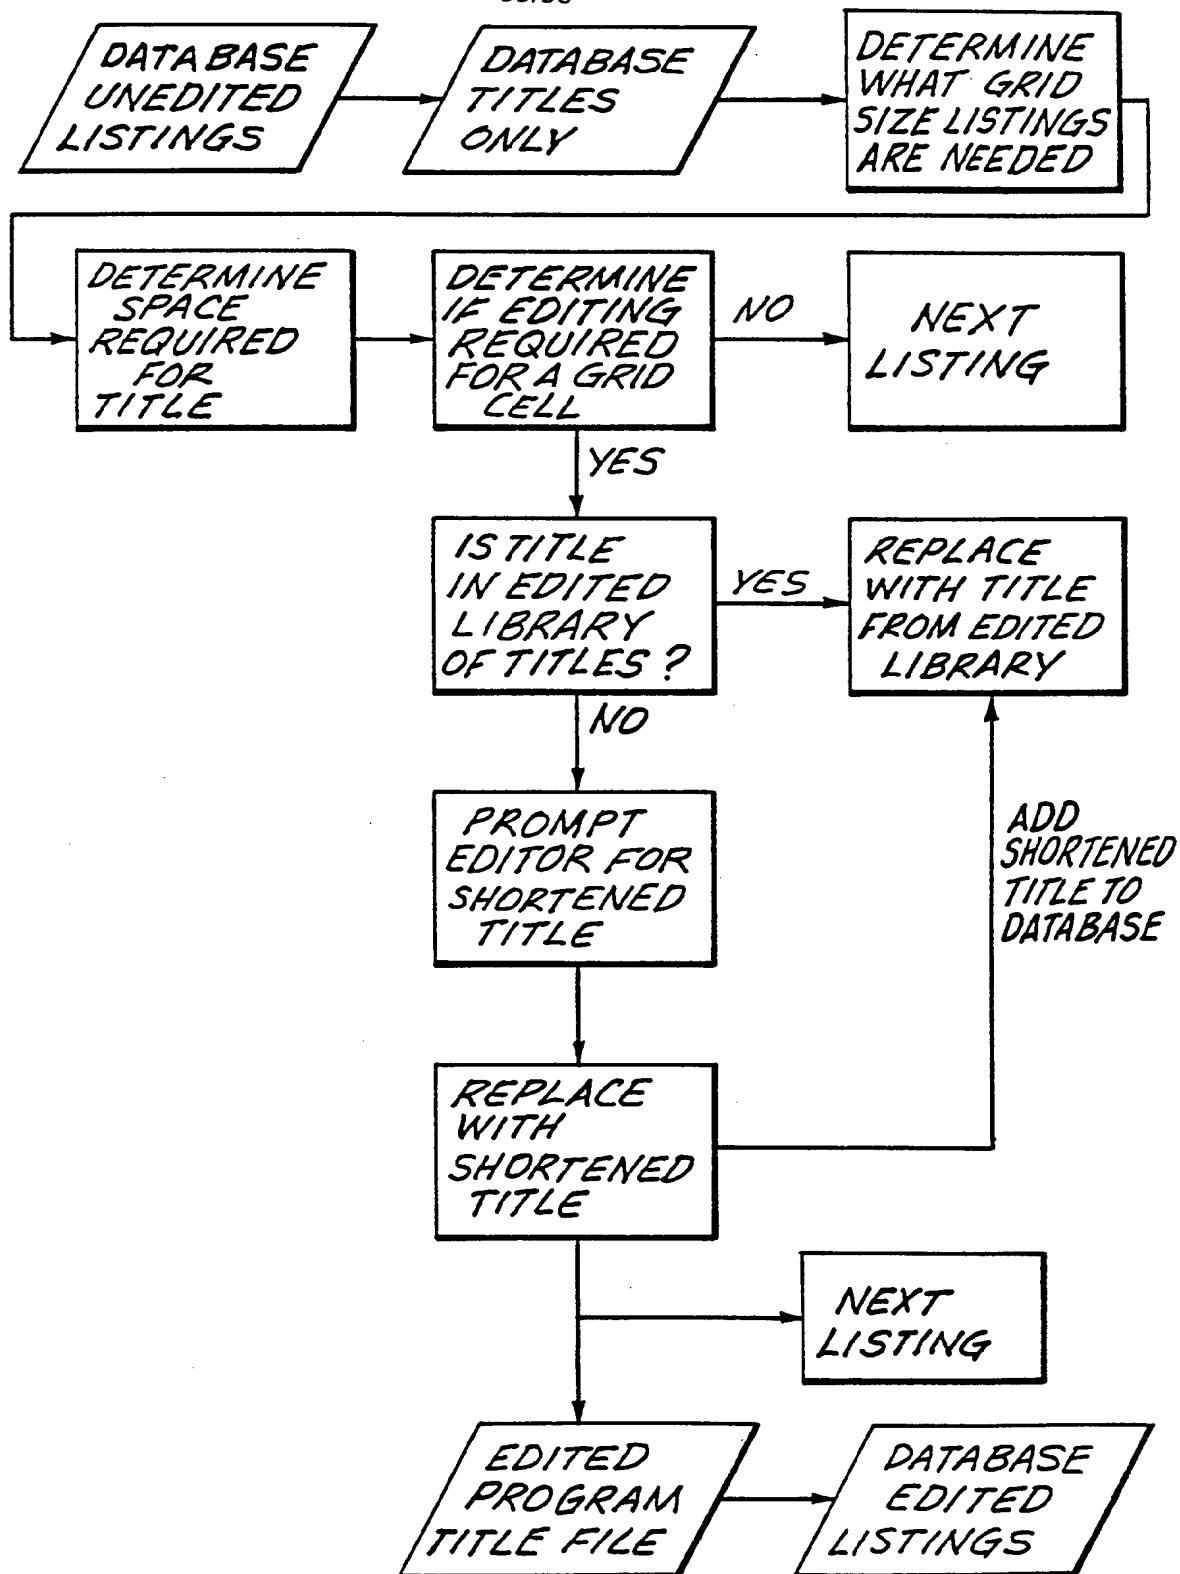 DATABASE
UNEDITED
LISTINGS
DATABASE
TITLES
ONLY
DETERMINE
WHAT GRID
SIZE LISTINGS
ARE NEEDED
DETERMINE
SPACE
REQUIRED
FOR
TITLE
DETERMINE
IF EDITING
REQUIRED
FOR A GRID
CELL
NO
NEXT
LISTING
YES
IS TITLE
IN EDITED
LIBRARY
OF TITLES?
YES
REPLACE
WITH TITLE
FROM EDITED
LIBRARY
NO
PROMPT
EDITOR FOR
SHORTENED
TITLE
ADD
SHORTENED
TITLE TO
DATABASE
REPLACE
WITH
SHORTENED
TITLE
NEXT
LISTING
EDITED
PROGRAM
TITLE FILE
DATABASE
EDITED
LISTINGS